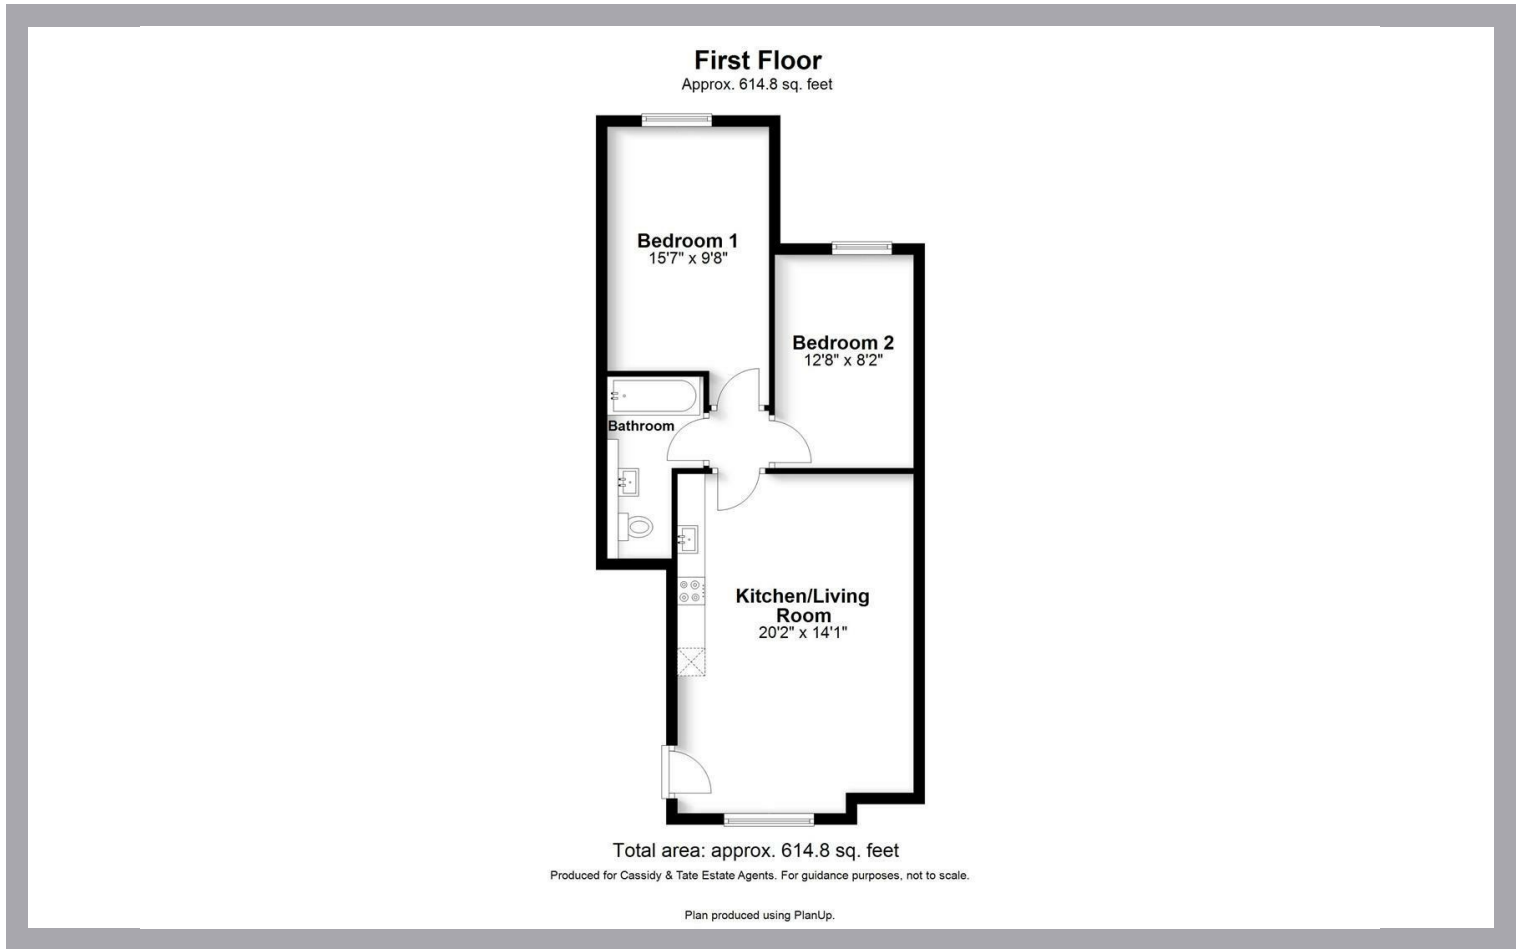 First Floor
Approx. 614.8 sq. feet
Bedroom 1
15'7" x 9'8"
Bedroom 2
12'8" x 8'2"
Bathroom
Kitchen/Living
Room
20'2" x 14'1"
Total area: approx. 614.8 sq. feet
Produced for Cassidy & Tate Estate Agents. For guidance purposes, not to scale.
Plan produced using PlanUp.